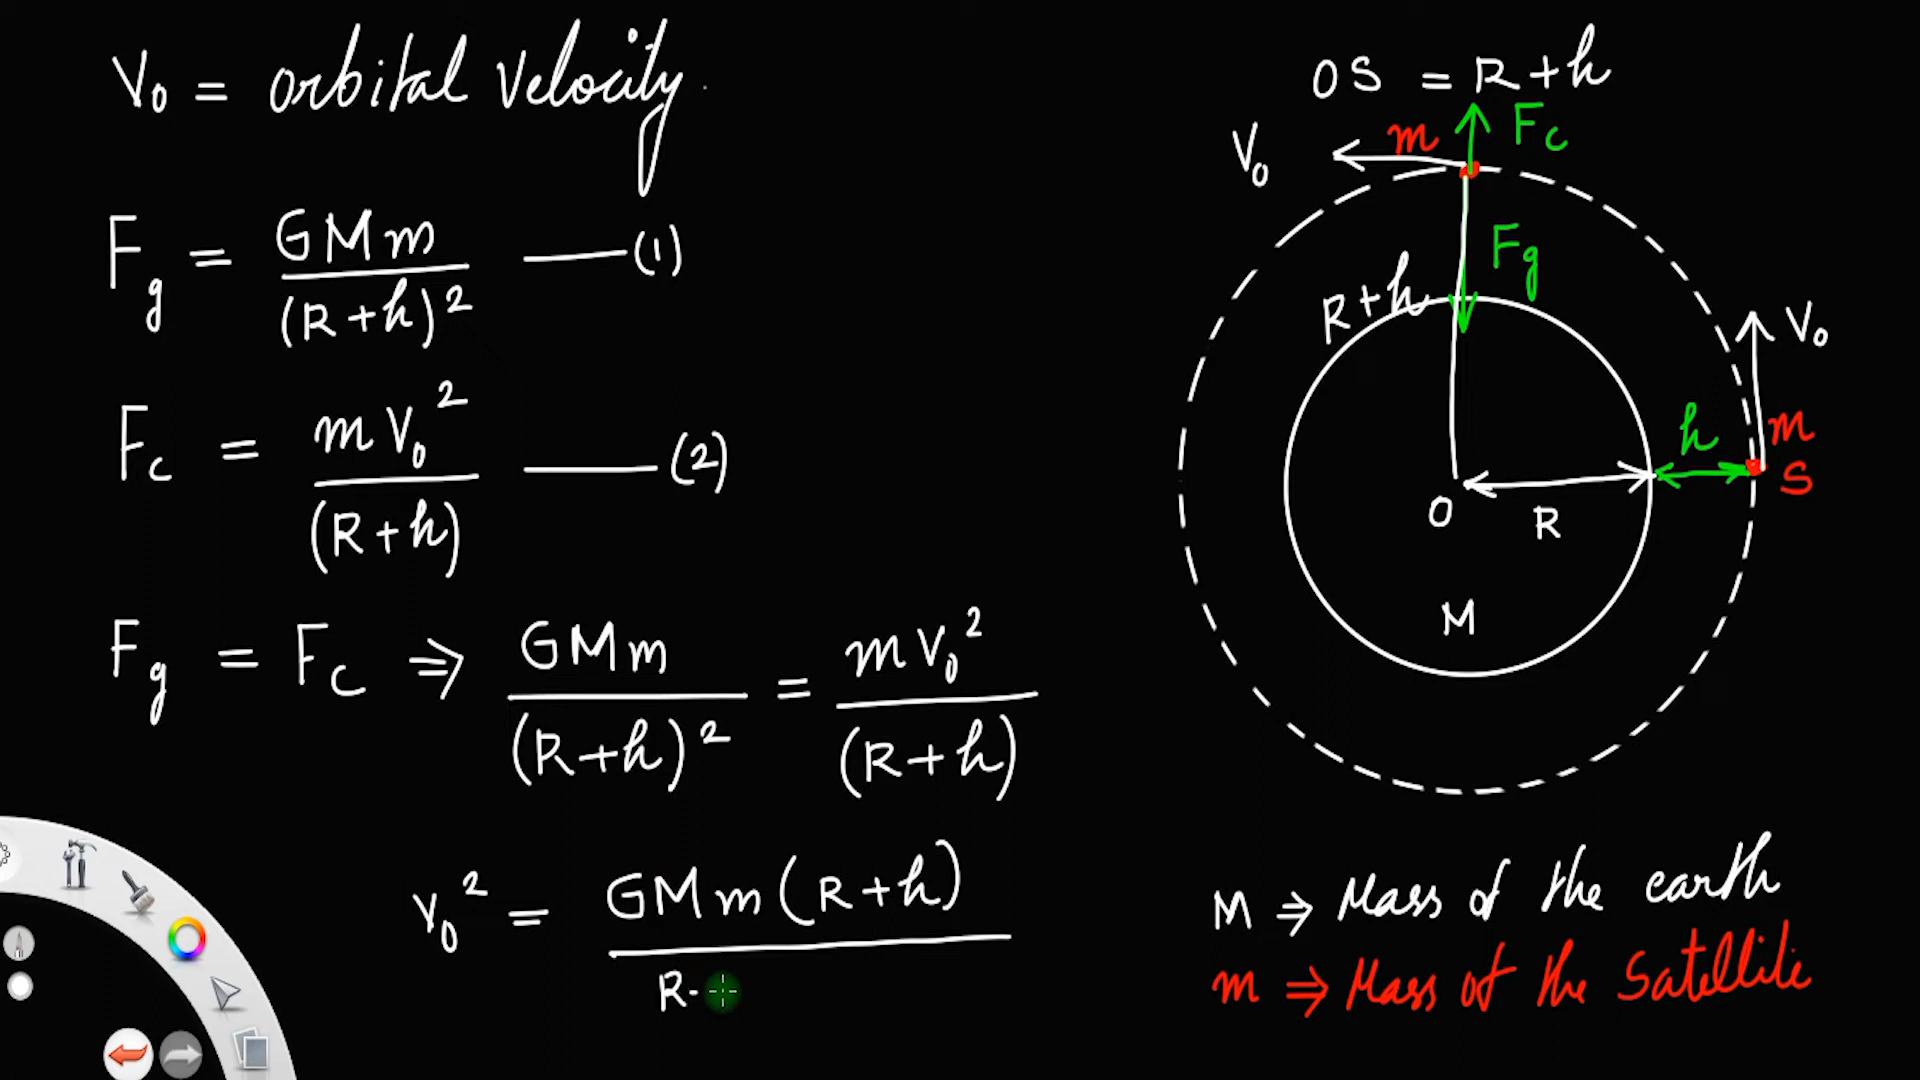 V₀ = orbital velocity
F_g = GMm / (R+h)² —— (1)
F_c = mV₀² / (R+h) —— (2)
F_g = F_c ⇒ GMm / (R+h)² = mV₀² / (R+h)
V₀² = GMm(R+h) / R-
OS = R+h
V₀ m F_c
F_g
R+h
V₀
h m
S
O R
M
M ⇒ Mass of the earth
m ⇒ Mass of the Satellite